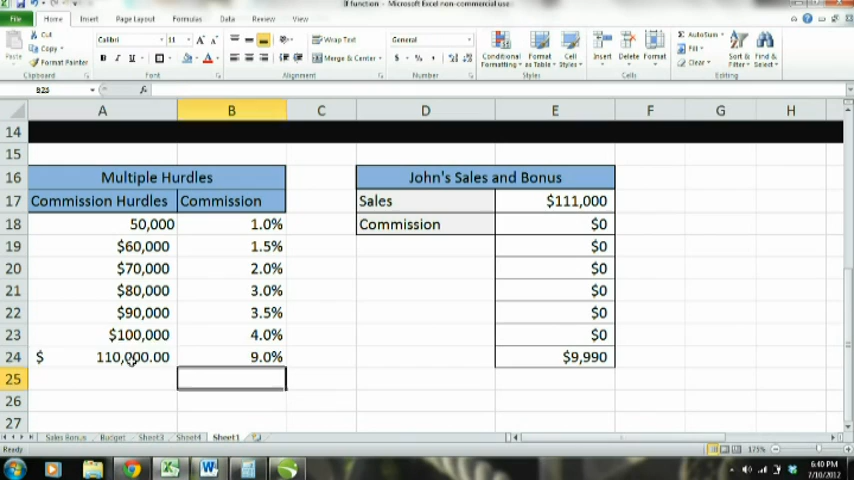 If function - Microsoft Excel non-commercial use
File Home Insert Page Layout Formulas Data Review View
Cut
Copy
Format Painter
Paste
Clipboard
Calibri 11
Font
Wrap Text
Merge & Center
Alignment
General
Number
Conditional Formatting
Format as Table
Cell Styles
Styles
Insert Delete Format
Cells
AutoSum
Fill
Clear
Sort & Filter
Find & Select
Editing
B25 fx
A B C D E F G H
14
15
16 Multiple Hurdles John's Sales and Bonus
17 Commission Hurdles Commission Sales $111,000
18 50,000 1.0% Commission $0
19 $60,000 1.5% $0
20 $70,000 2.0% $0
21 $80,000 3.0% $0
22 $90,000 3.5% $0
23 $100,000 4.0% $0
24 $ 110,000.00 9.0% $9,990
25
26
27
Sales Bonus Budget Sheet3 Sheet4 Sheet1
Ready 175%
6:40 PM
7/10/2012